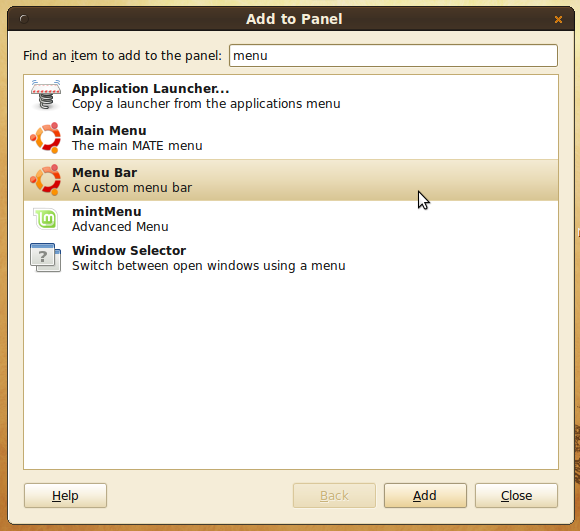 Add to Panel
Find an item to add to the panel: menu
Application Launcher...
Copy a launcher from the applications menu
Main Menu
The main MATE menu
Menu Bar
A custom menu bar
mintMenu
Advanced Menu
Window Selector
Switch between open windows using a menu
Help Back Add Close